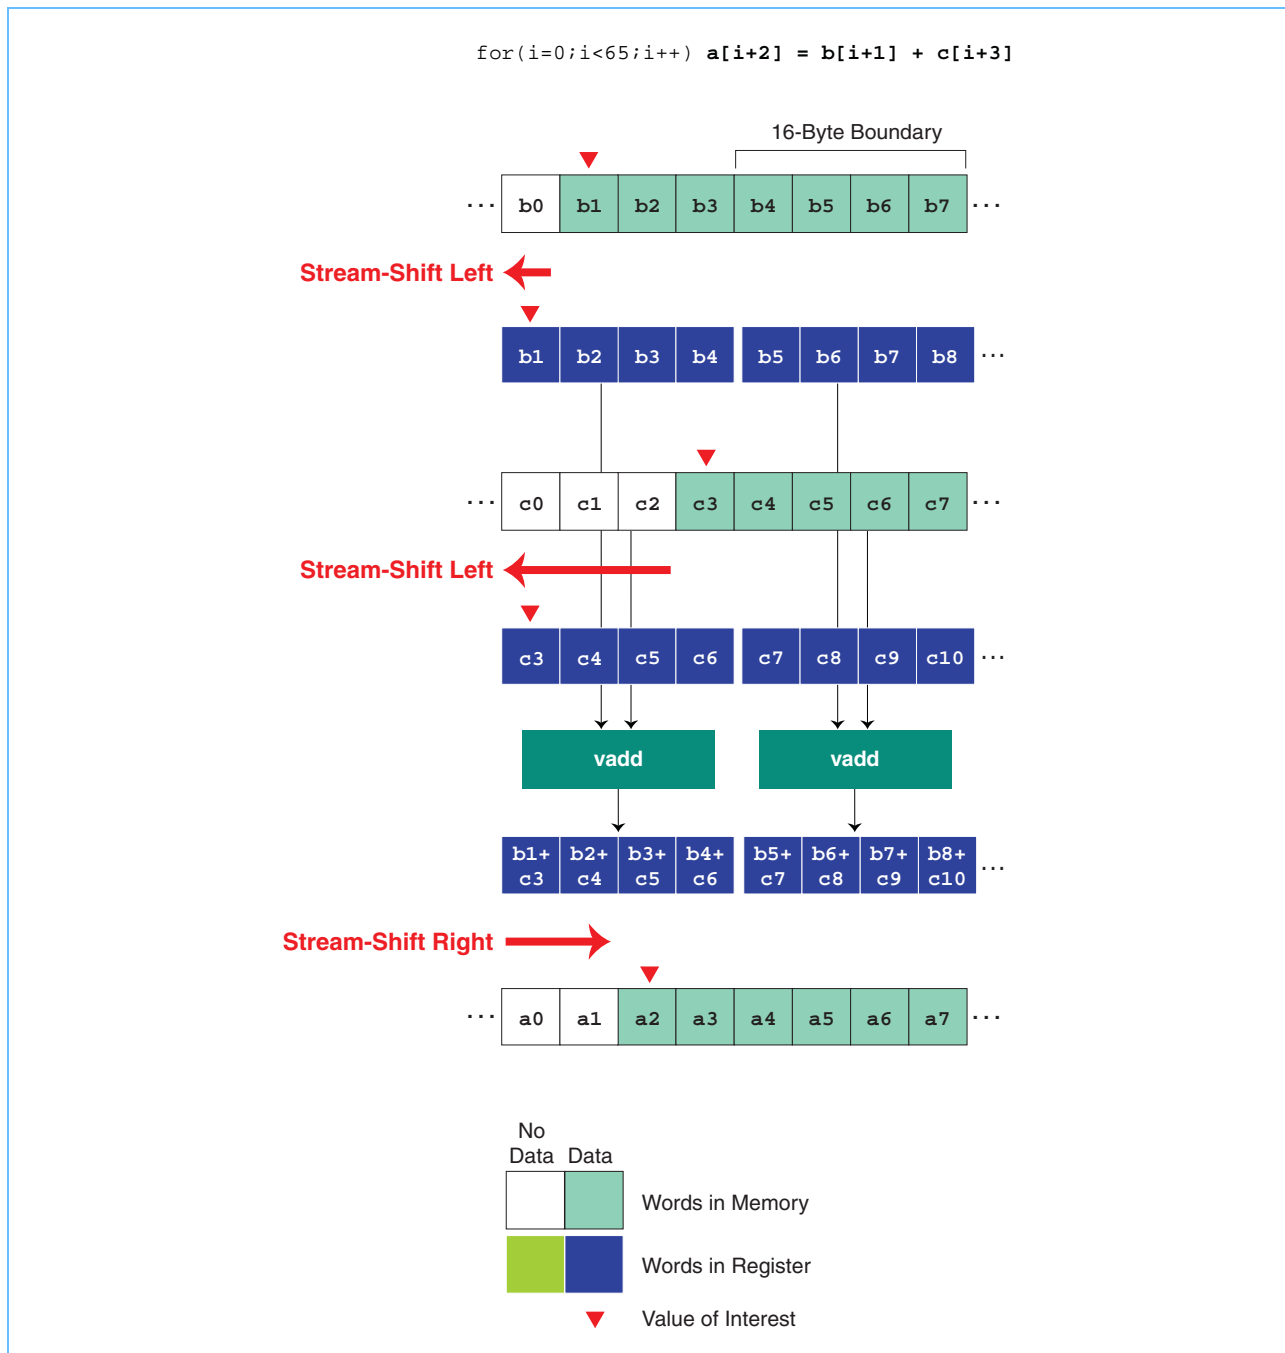 for(i=0;i<65;i++) a[i+2] = b[i+1] + c[i+3]
16-Byte Boundary
··· b0 b1 b2 b3 b4 b5 b6 b7 ···
Stream-Shift Left
b1 b2 b3 b4 b5 b6 b7 b8 ···
··· c0 c1 c2 c3 c4 c5 c6 c7 ···
Stream-Shift Left
c3 c4 c5 c6 c7 c8 c9 c10 ···
vadd vadd
b1+ b2+ b3+ b4+ b5+ b6+ b7+ b8+
c3 c4 c5 c6 c7 c8 c9 c10 ···
Stream-Shift Right
··· a0 a1 a2 a3 a4 a5 a6 a7 ···
No
Data Data
Words in Memory
Words in Register
Value of Interest